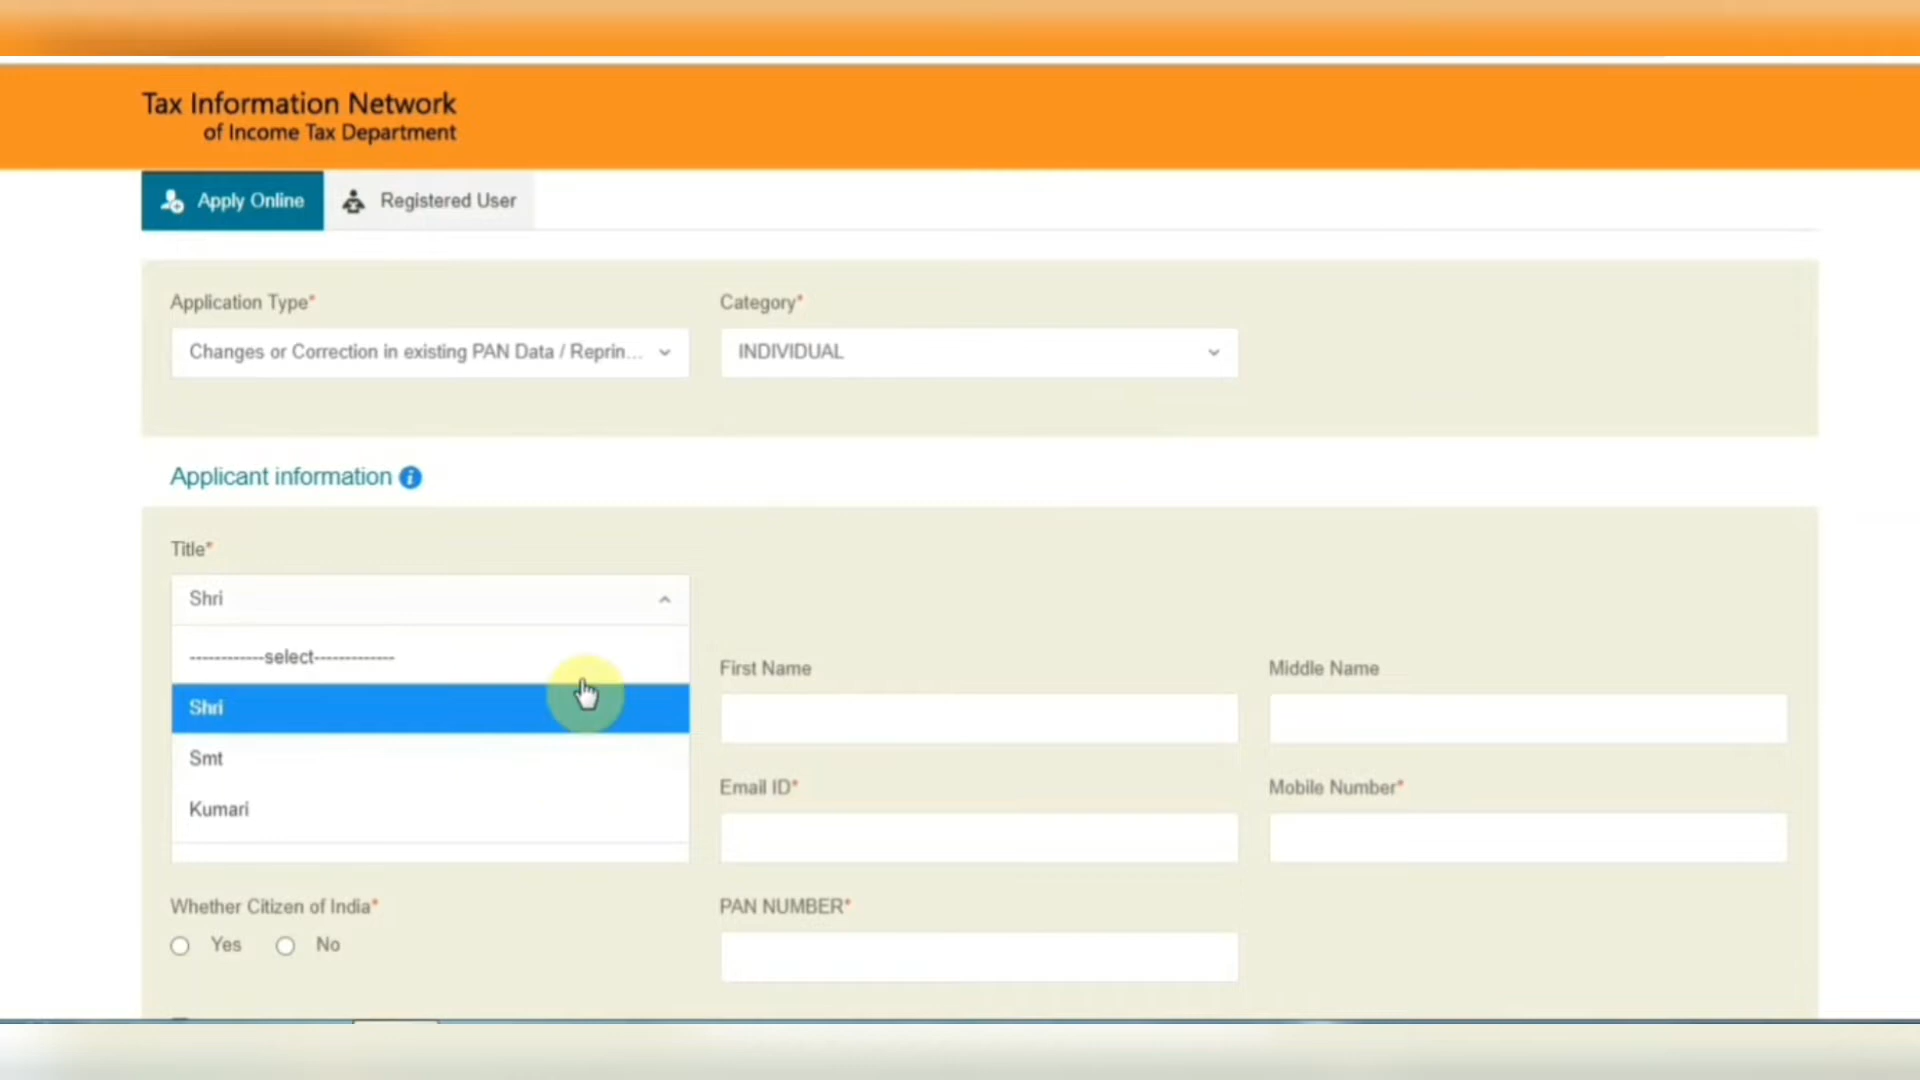 Tax Information Network
of Income Tax Department
Apply Online
Registered User
Application Type*
Category*
Changes or Correction in existing PAN Data / Reprin...
INDIVIDUAL
Applicant information
Title*
Shri
------------select-------------
Shri
Smt
Kumari
First Name
Middle Name
Email ID*
Mobile Number*
Whether Citizen of India*
Yes
No
PAN NUMBER*